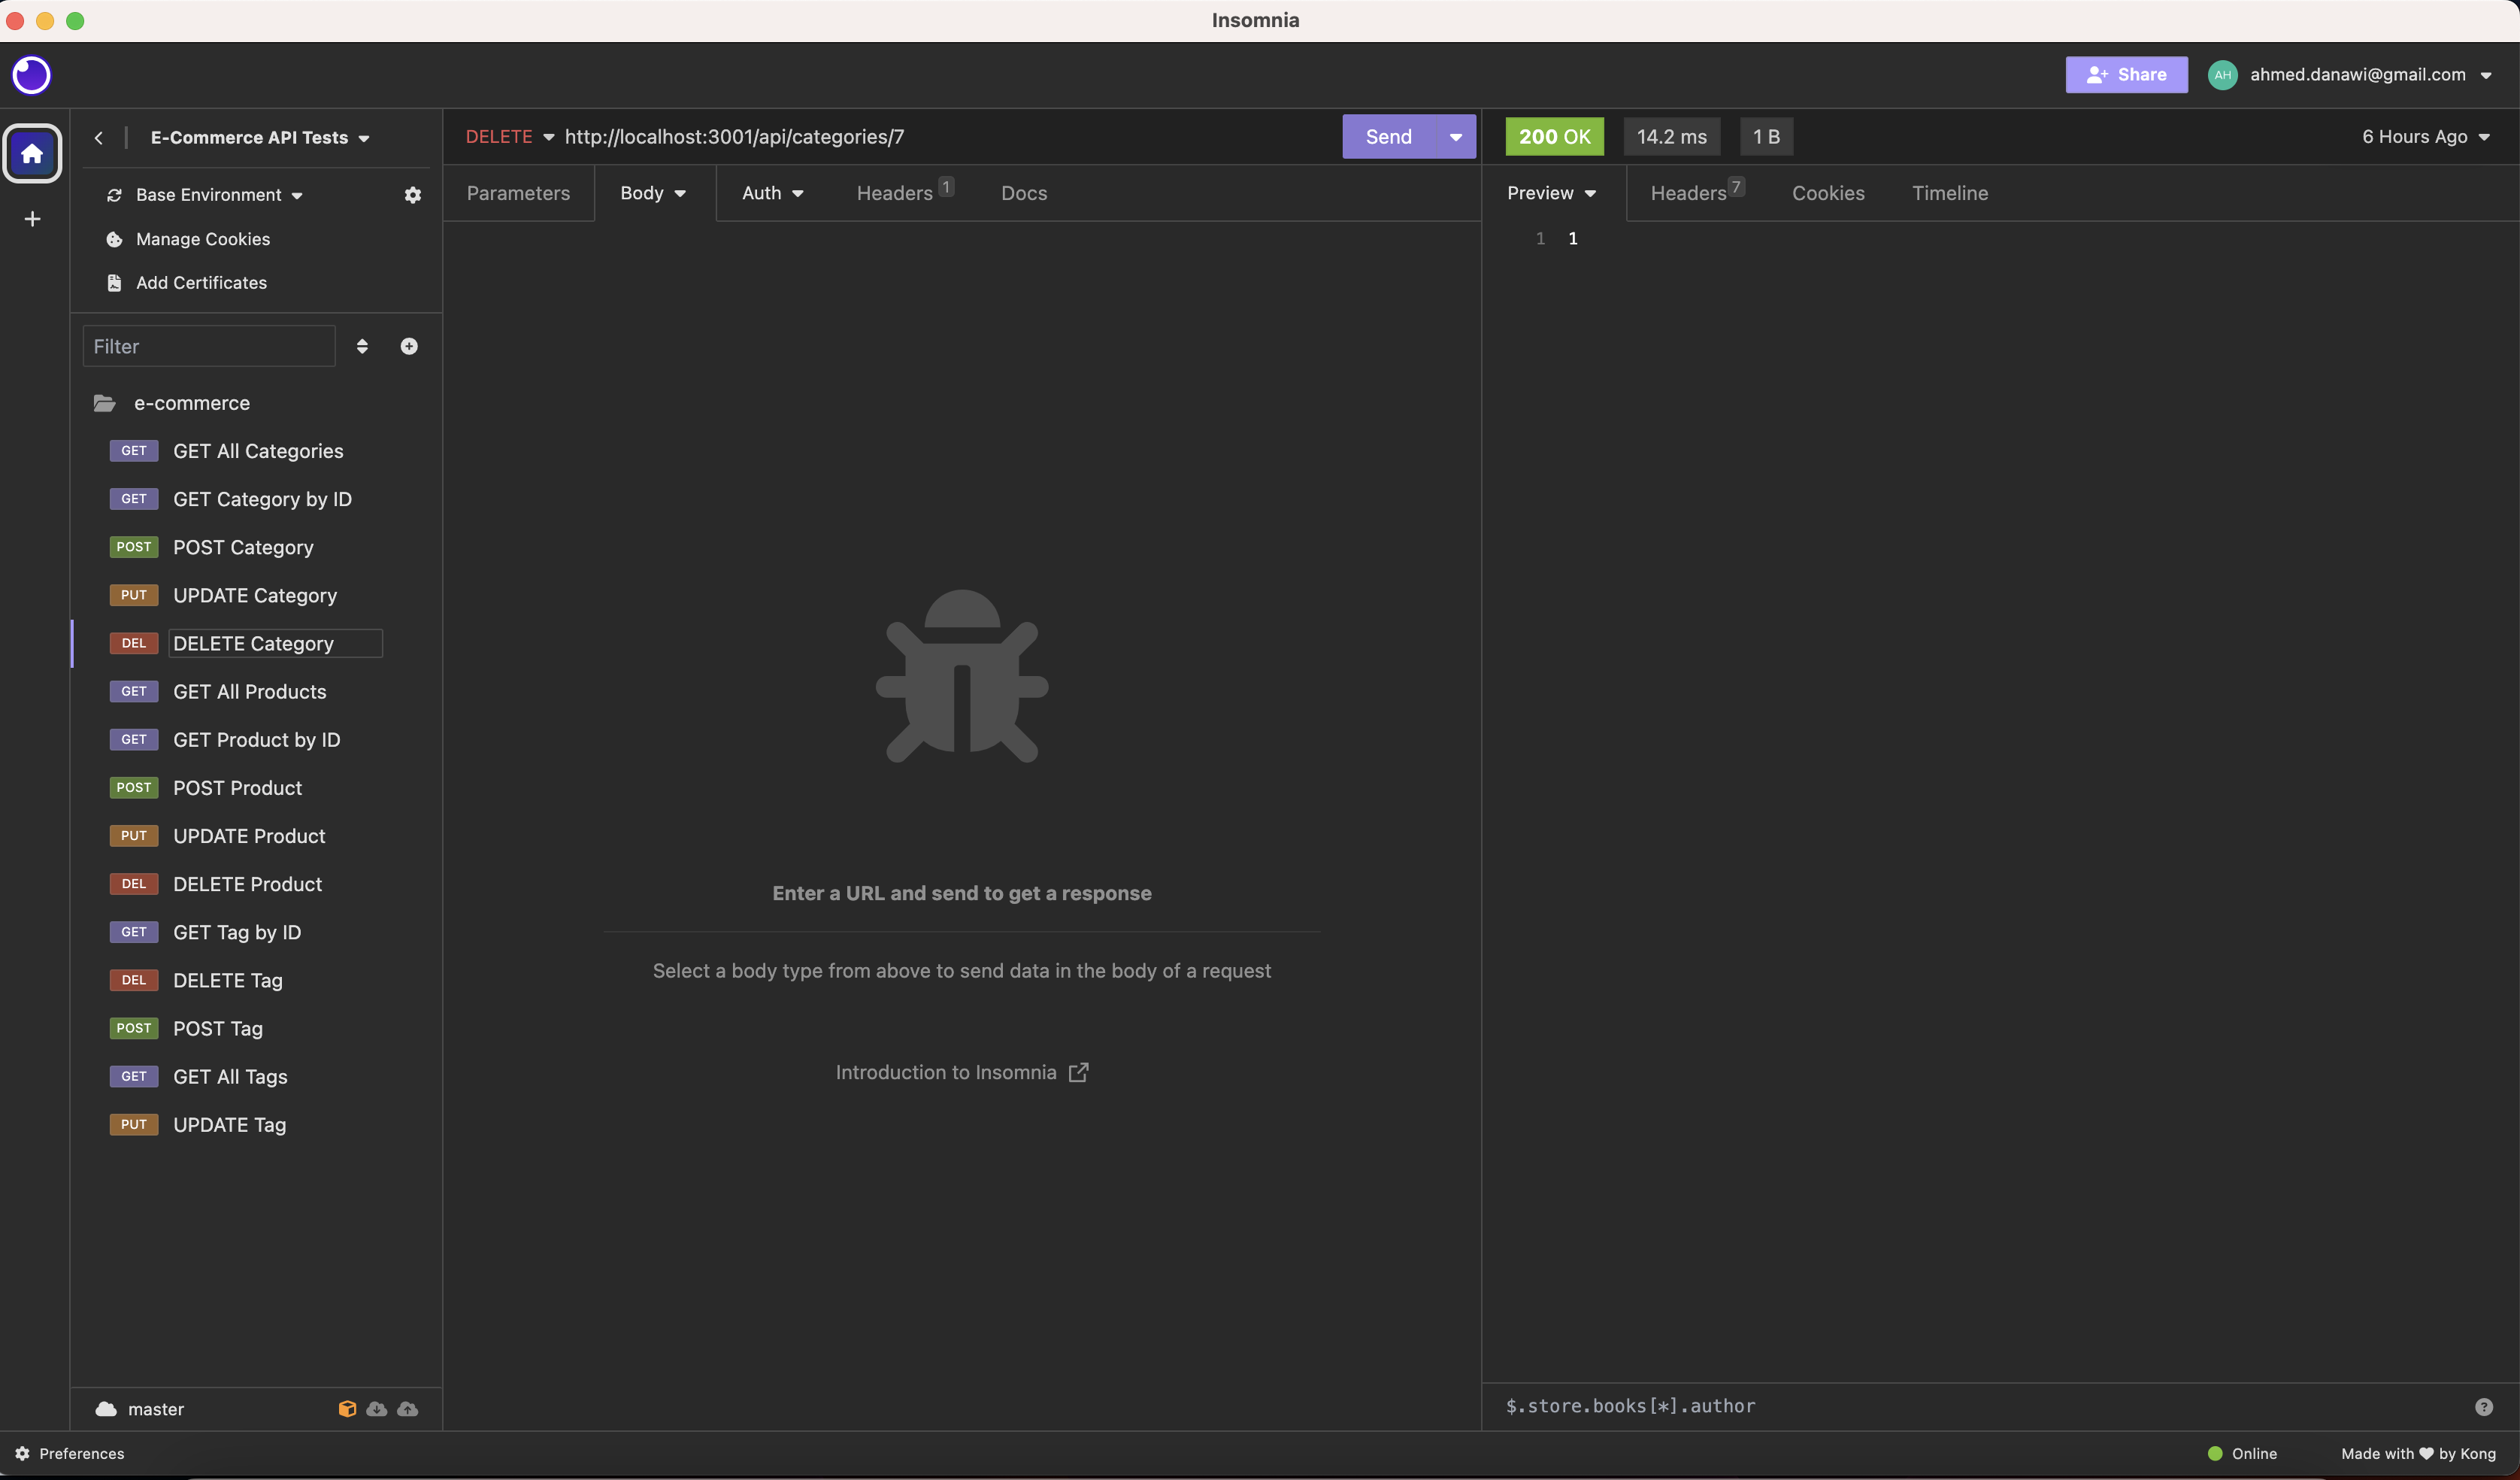 Insomnia
Share
AH
ahmed.danawi@gmail.com
E-Commerce API Tests
Base Environment
Manage Cookies
Add Certificates
Filter
e-commerce
GET GET All Categories
GET GET Category by ID
POST POST Category
PUT UPDATE Category
DEL DELETE Category
GET GET All Products
GET GET Product by ID
POST POST Product
PUT UPDATE Product
DEL DELETE Product
GET GET Tag by ID
DEL DELETE Tag
POST POST Tag
GET GET All Tags
PUT UPDATE Tag
master
DELETE http://localhost:3001/api/categories/7
Send
Parameters Body Auth Headers 1 Docs
Enter a URL and send to get a response
Select a body type from above to send data in the body of a request
Introduction to Insomnia
200 OK 14.2 ms 1 B 6 Hours Ago
Preview Headers 7 Cookies Timeline
1 1
$.store.books[*].author
?
Preferences
Online
Made with ♥ by Kong